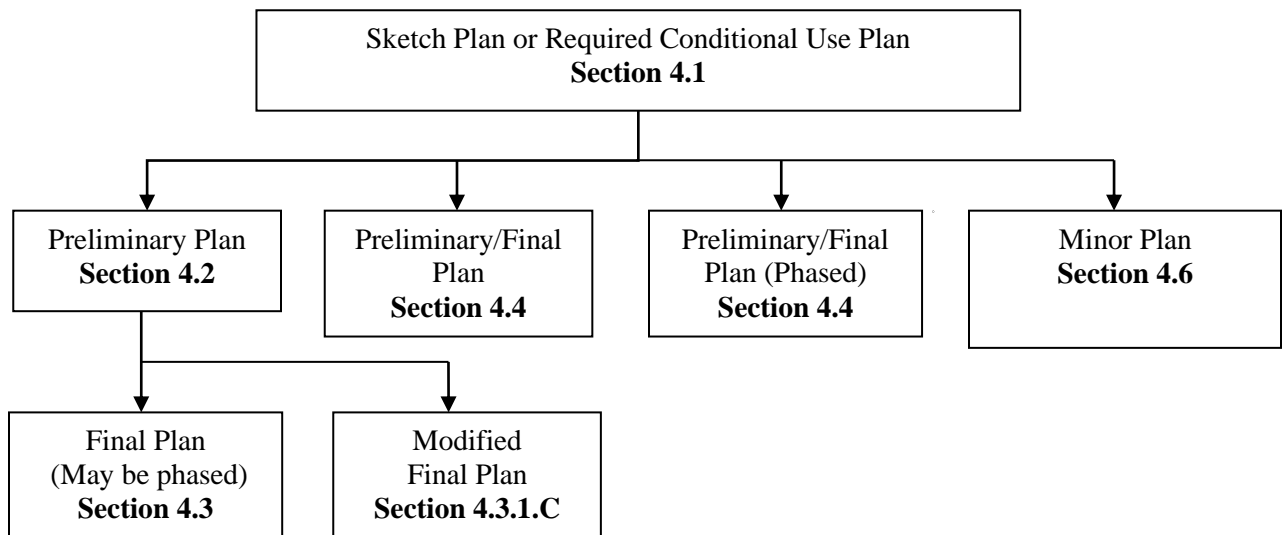 Sketch Plan or Required Conditional Use Plan
Section 4.1
Preliminary Plan
Section 4.2
Preliminary/Final
Plan
Section 4.4
Preliminary/Final
Plan (Phased)
Section 4.4
Minor Plan
Section 4.6
Final Plan
(May be phased)
Section 4.3
Modified
Final Plan
Section 4.3.1.C